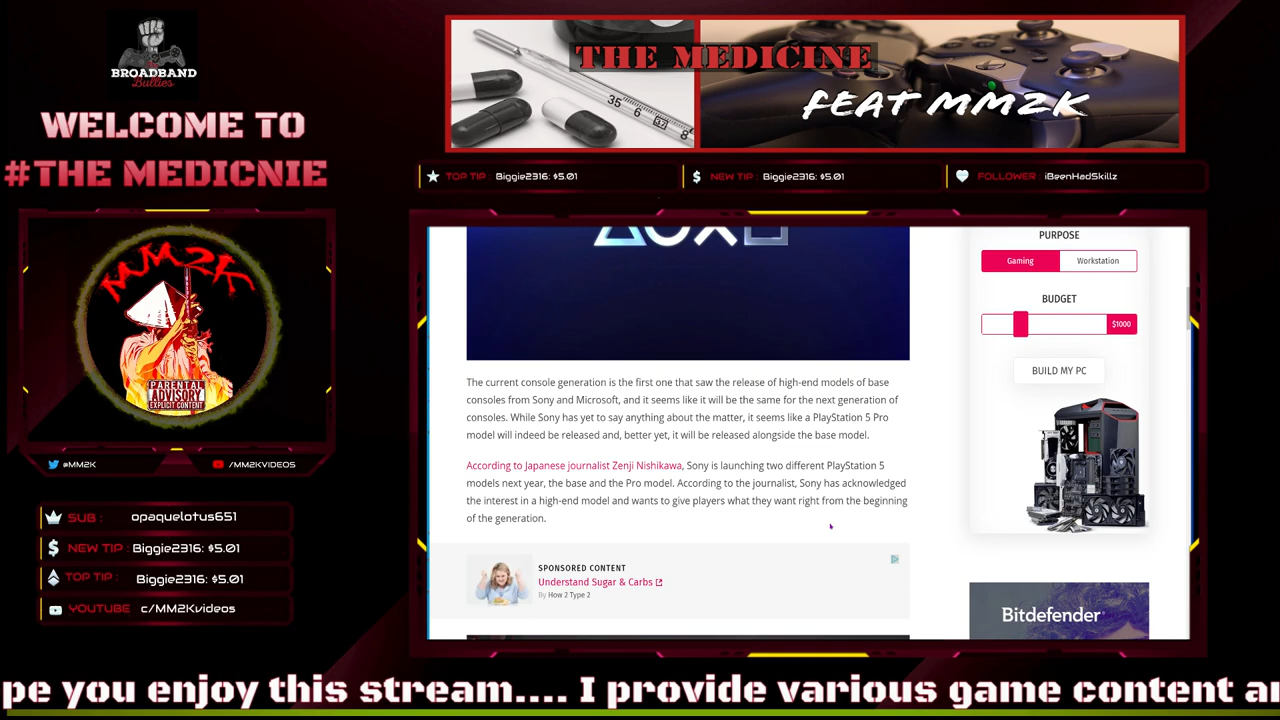 BROADBAND
Bullies
WELCOME TO
#THE MEDICNIE
THE MEDICINE
FEAT MM2K
35
6
37
8
TOP TIP : Biggie2316: $5.01
NEW TIP : Biggie2316: $5.01
FOLLOWER : iBeenHadSkillz
MM2K
PARENTAL
ADVISORY
EXPLICIT CONTENT
@MM2K
/MM2KVIDEOS
SUB : opaquelotus651
NEW TIP : Biggie2316: $5.01
TOP TIP : Biggie2316: $5.01
YOUTUBE c/MM2Kvideos
The current console generation is the first one that saw the release of high-end models of base
consoles from Sony and Microsoft, and it seems like it will be the same for the next generation of
consoles. While Sony has yet to say anything about the matter, it seems like a PlayStation 5 Pro
model will indeed be released and, better yet, it will be released alongside the base model.
According to Japanese journalist Zenji Nishikawa, Sony is launching two different PlayStation 5
models next year, the base and the Pro model. According to the journalist, Sony has acknowledged
the interest in a high-end model and wants to give players what they want right from the beginning
of the generation.
SPONSORED CONTENT
Understand Sugar & Carbs
By How 2 Type 2
PURPOSE
Gaming Workstation
BUDGET
$1000
BUILD MY PC
Bitdefender
pe you enjoy this stream.... I provide various game content an